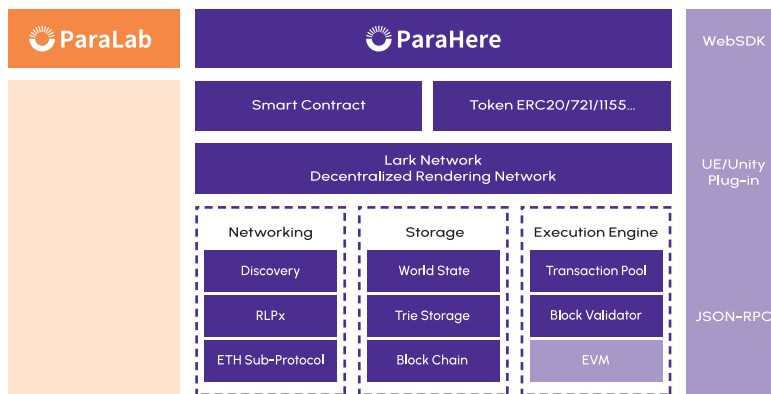 ParaLab
ParaHere
WebSDK
Smart Contract
Token ERC20/721/1155...
Lark Network
Decentralized Rendering Network
UE/Unity
Plug-in
Networking
Storage
Execution Engine
Discovery
World State
Transaction Pool
RLPx
Trie Storage
Block Validator
JSON-RPC
ETH Sub-Protocol
Block Chain
EVM